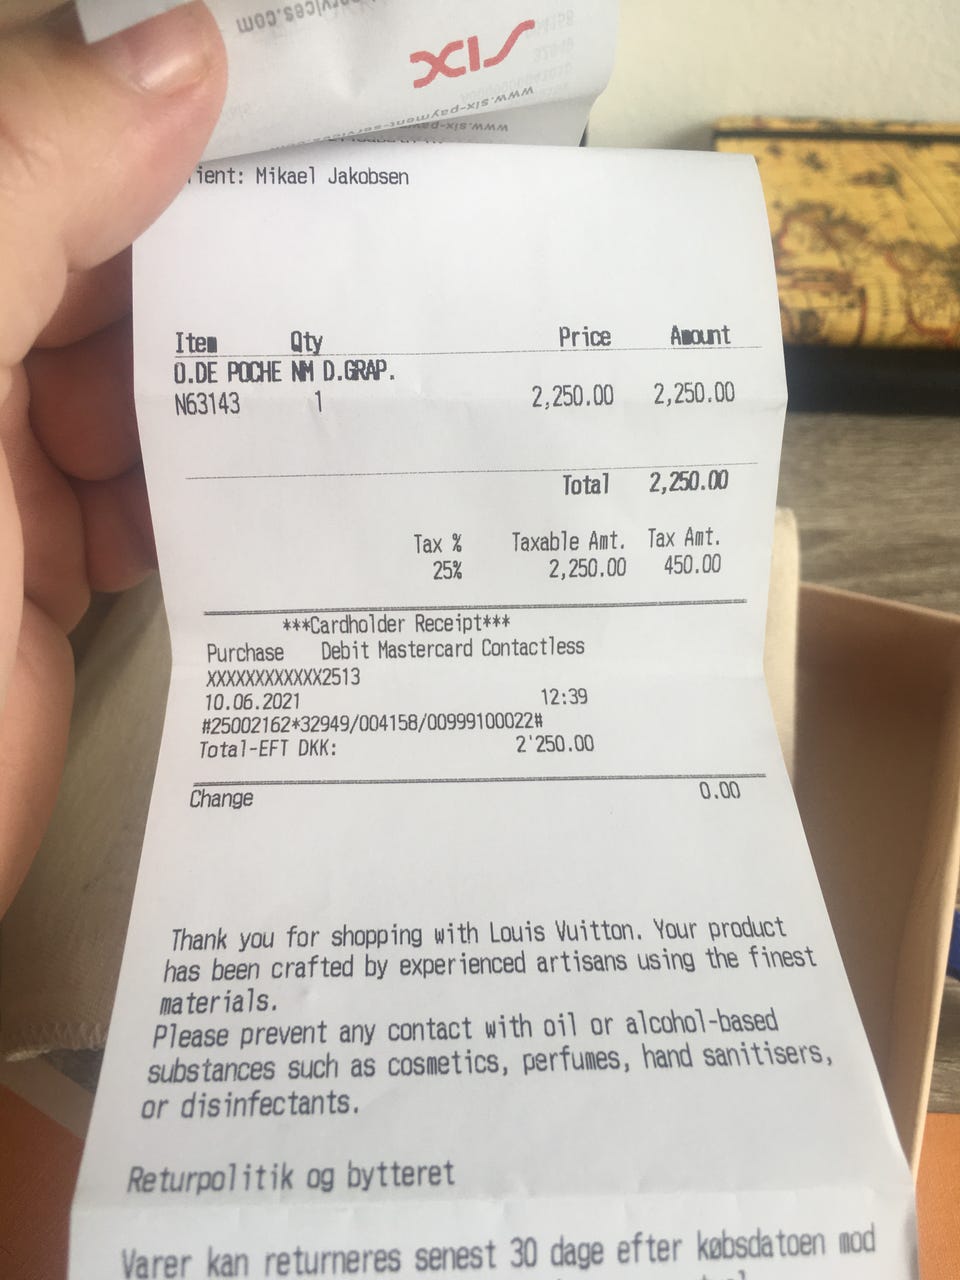 SIX
www.six-payment-services.com
ient: Mikael Jakobsen
Item Qty Price Amount
O.DE POCHE NM D.GRAP.
N63143 1 2,250.00 2,250.00
Total 2,250.00
Tax % Taxable Amt. Tax Amt.
25% 2,250.00 450.00
***Cardholder Receipt***
Purchase Debit Mastercard Contactless
XXXXXXXXXXXX2513
10.06.2021 12:39
#25002162*32949/004158/00999100022#
Total-EFT DKK: 2'250.00
Change 0.00
Thank you for shopping with Louis Vuitton. Your product
has been crafted by experienced artisans using the finest
materials.
Please prevent any contact with oil or alcohol-based
substances such as cosmetics, perfumes, hand sanitisers,
or disinfectants.
Returpolitik og bytteret
Varer kan returneres senest 30 dage efter købsdatoen mod